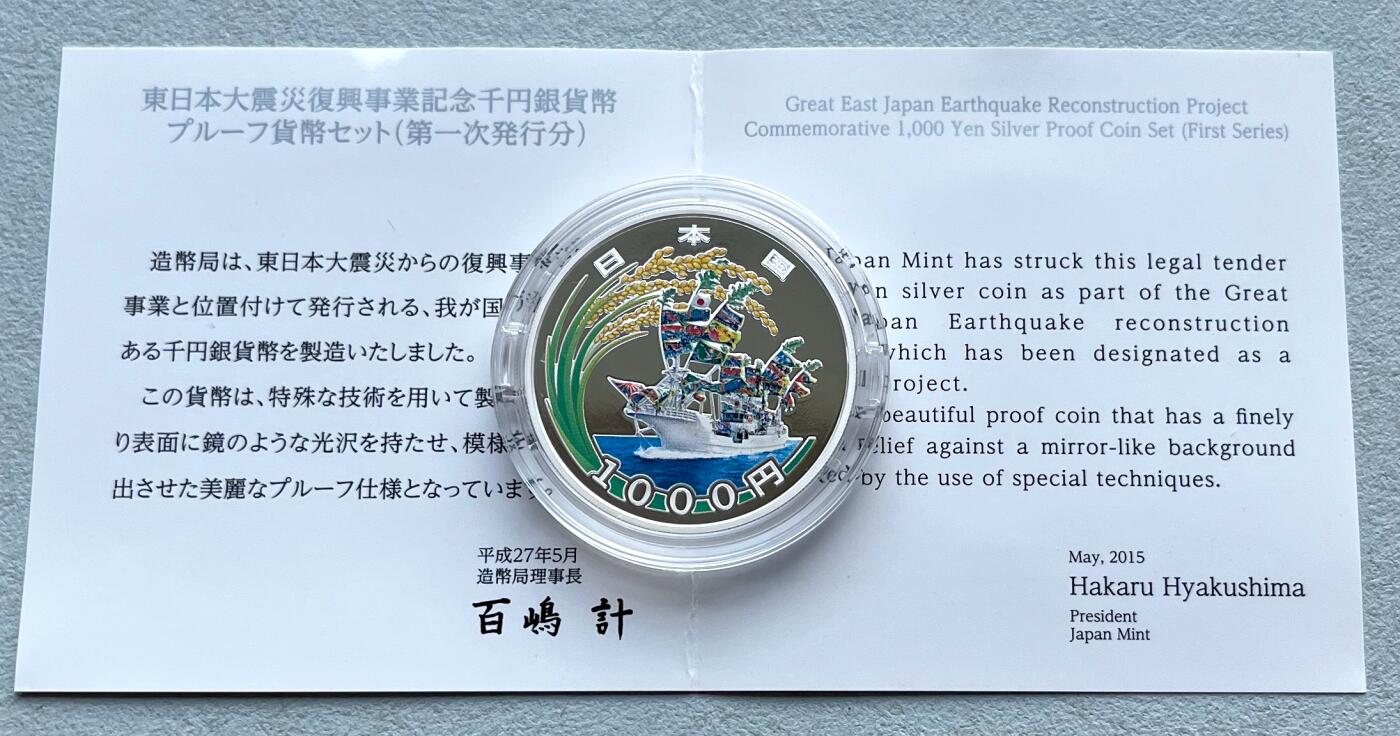 東日本大震災復興事業記念千円銀貨幣
プルーフ貨幣セット(第一次発行分)
造幣局は、東日本大震災からの復興事
事業と位置付けて発行される、我が国
ある千円銀貨幣を製造いたしました。
この貨幣は、特殊な技術を用いて製
り表面に鏡のような光沢を持たせ、模様
出させた美麗なプルーフ仕様となっていま
平成27年5月
造幣局理事長
百嶋 計
日本国
1000円
Great East Japan Earthquake Reconstruction Project
Commemorative 1,000 Yen Silver Proof Coin Set (First Series)
Mint has struck this legal tender
silver coin as part of the Great
Earthquake reconstruction
which has been designated as a
project.
beautiful proof coin that has a finely
relief against a mirror-like background
by the use of special techniques.
May, 2015
Hakaru Hyakushima
President
Japan Mint